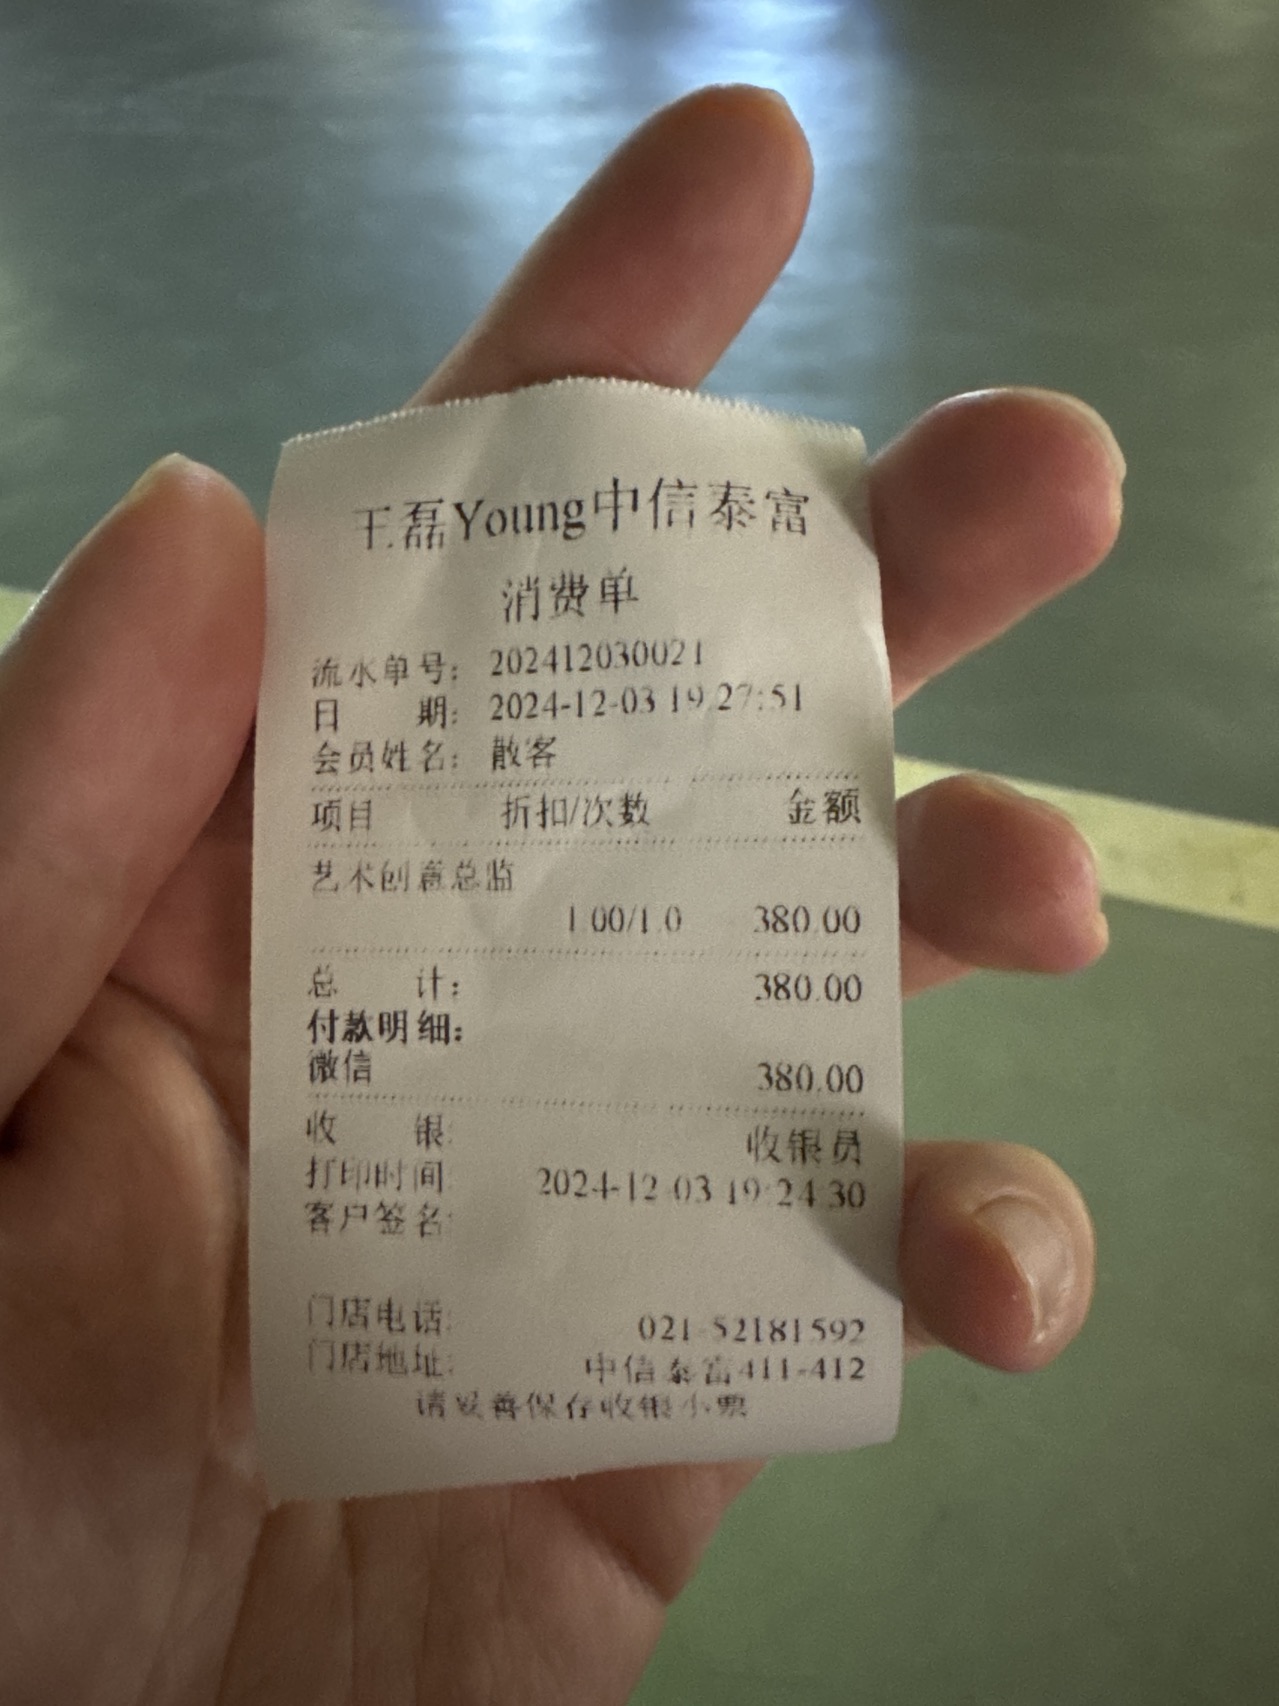 王磊Young中信泰富
消费单
流水单号： 202412030021
日 期： 2024-12-03 19:27:51
会员姓名： 散客
项目 折扣/次数 金额
艺术创意总监
1.00/1.0 380.00
总 计： 380.00
付款明细：
微信 380.00
收 银： 收银员
打印时间： 2024-12-03 19:24:30
客户签名：
门店电话： 021-52181592
门店地址： 中信泰富411-412
请妥善保存收银小票